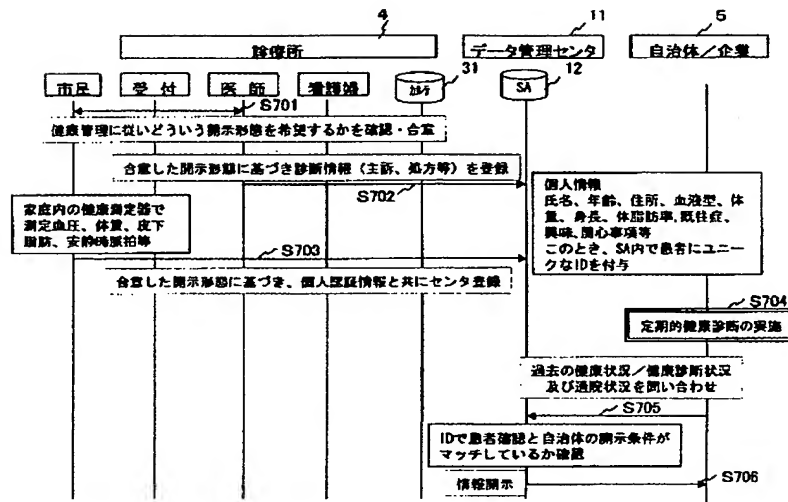 4
11
5
診療所
データ管理センタ
自治体／企業
31
12
市民
受付
医師
看護婦
ｶﾙﾃ
SA
S701
健康管理に従いどういう開示形態を希望するかを確認・合意
合意した開示形態に基づき診断情報（主訴、処方等）を登録
S702
個人情報
氏名、年齢、住所、血液型、体
重、身長、体脂肪率、既往症、
興味、関心事項等
このとき、SA内で患者にユニー
クなIDを付与
家庭内の健康測定器で
測定血圧、体重、皮下
脂肪、安静時脈拍等
S703
合意した開示形態に基づき、個人認証情報と共にセンタ登録
S704
定期的健康診断の実施
過去の健康状況／健康診断状況
及び通院状況を問い合わせ
S705
IDで患者確認と自治体の開示条件が
マッチしているか確認
情報開示
S706